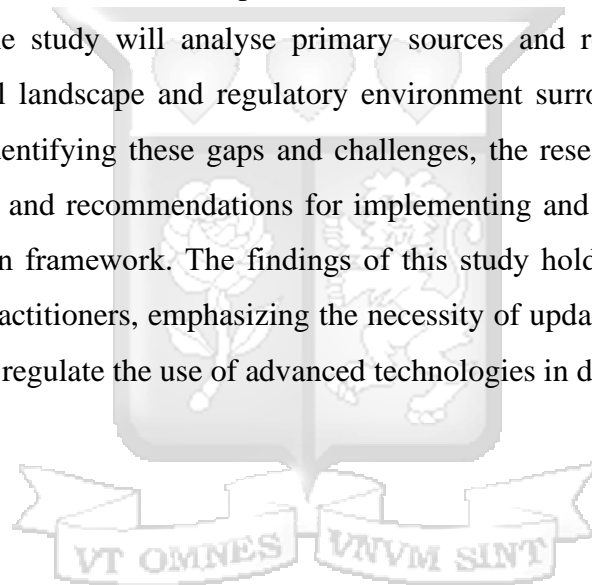 e study will analyse primary sources and r
l landscape and regulatory environment surro
lentifying these gaps and challenges, the rese
and recommendations for implementing and
n framework. The findings of this study hold
actitioners, emphasizing the necessity of upda
regulate the use of advanced technologies in d
VT OMNES VNVM SINT